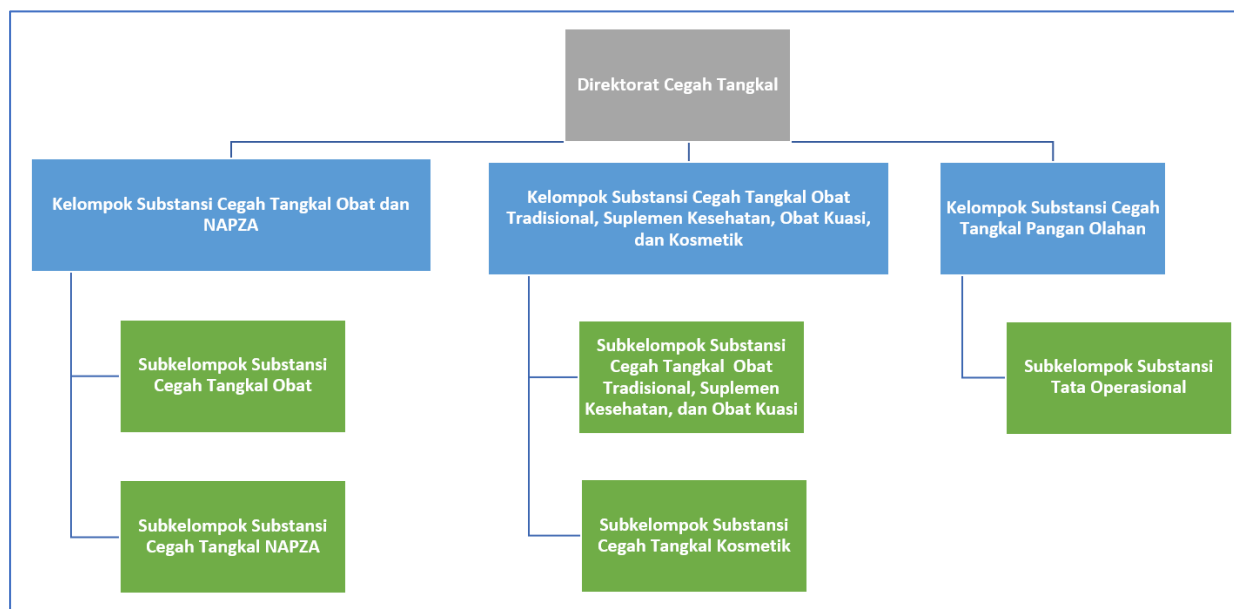 Direktorat Cegah Tangkal
Kelompok Substansi Cegah Tangkal Obat dan
NAPZA
Kelompok Substansi Cegah Tangkal Obat
Tradisional, Suplemen Kesehatan, Obat Kuasi,
dan Kosmetik
Kelompok Substansi Cegah
Tangkal Pangan Olahan
Subkelompok Substansi
Cegah Tangkal Obat
Subkelompok Substansi
Cegah Tangkal  Obat
Tradisional, Suplemen
Kesehatan, dan Obat Kuasi
Subkelompok Substansi
Tata Operasional
Subkelompok Substansi
Cegah Tangkal NAPZA
Subkelompok Substansi
Cegah Tangkal Kosmetik